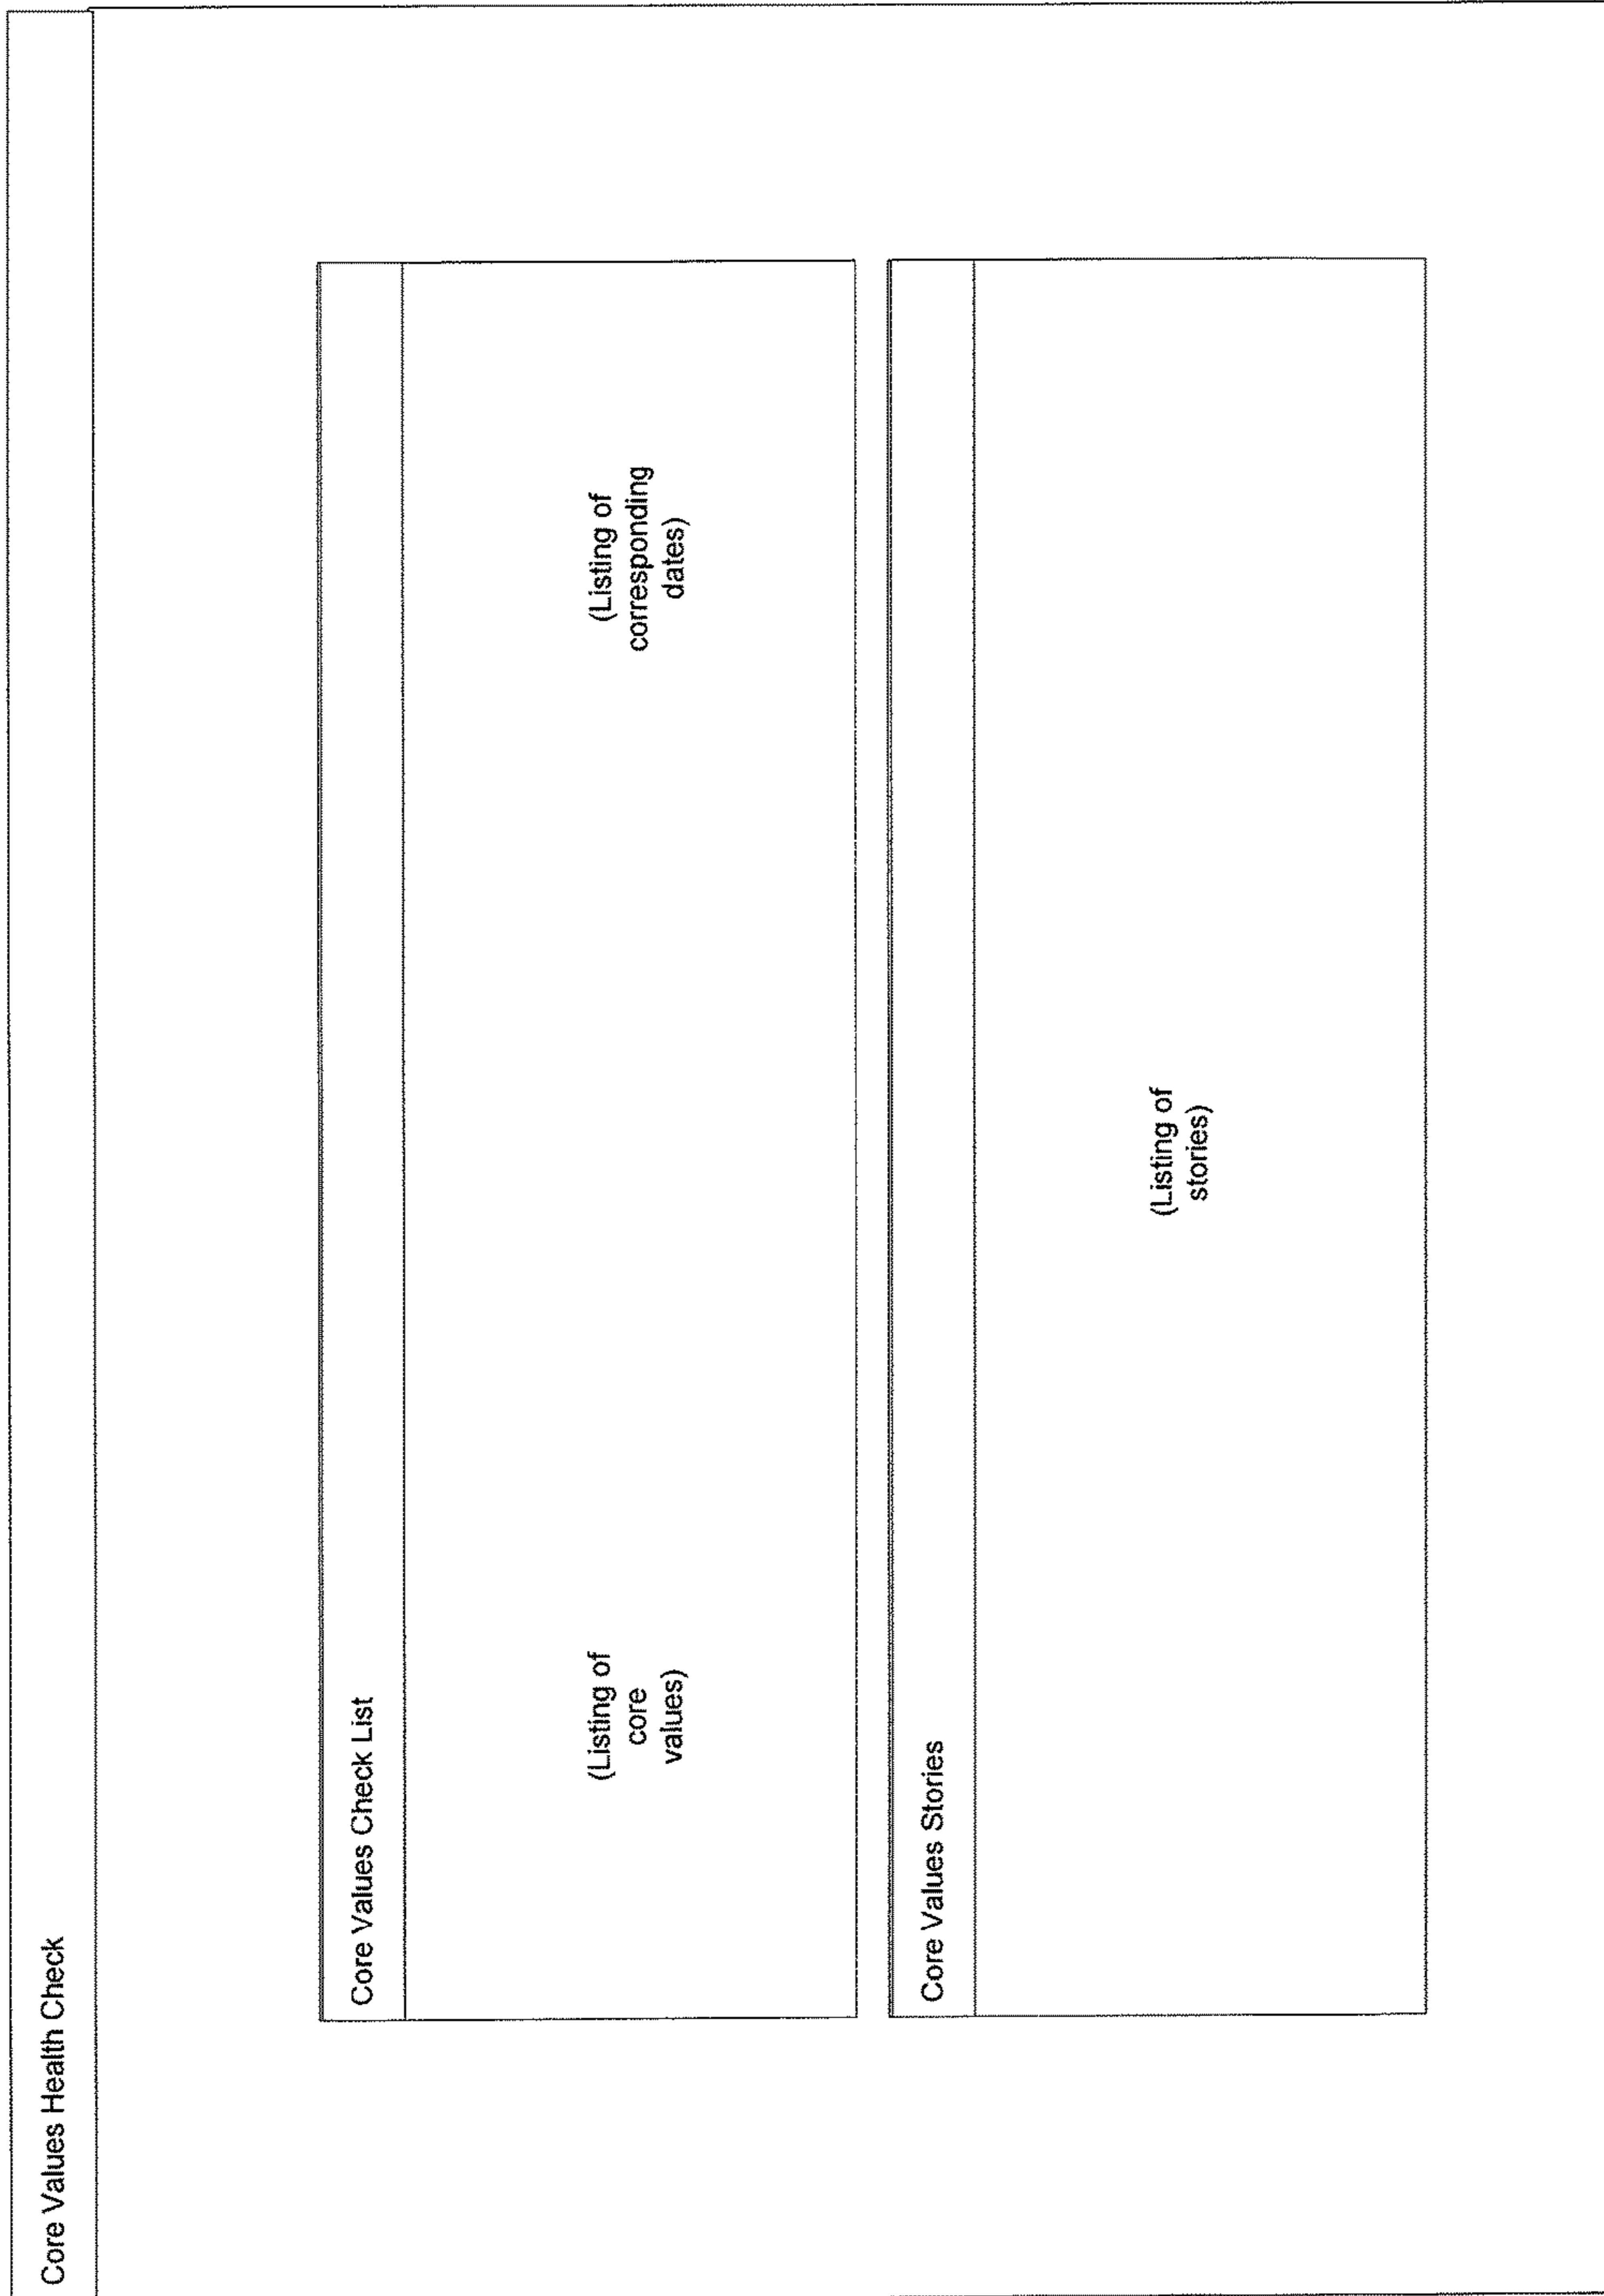 Core Values Health Check
Core Values Check List
(Listing of
core
values)
(Listing of
corresponding
dates)
Core Values Stories
(Listing of
stories)